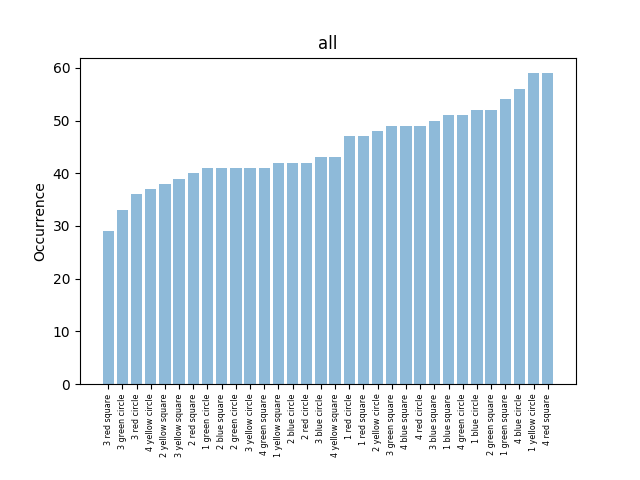 all
Occurrence
60
50
40
30
20
10
0
3 red square
3 green circle
3 red circle
4 yellow circle
2 yellow square
3 yellow square
2 red square
1 green circle
2 blue square
2 green circle
3 yellow circle
4 green square
1 yellow square
2 blue circle
2 red circle
3 blue circle
4 yellow square
1 red circle
1 red square
2 yellow circle
3 green square
4 blue square
4 red circle
3 blue square
1 blue square
4 green circle
1 blue circle
2 green square
1 green square
4 blue circle
1 yellow circle
4 red square